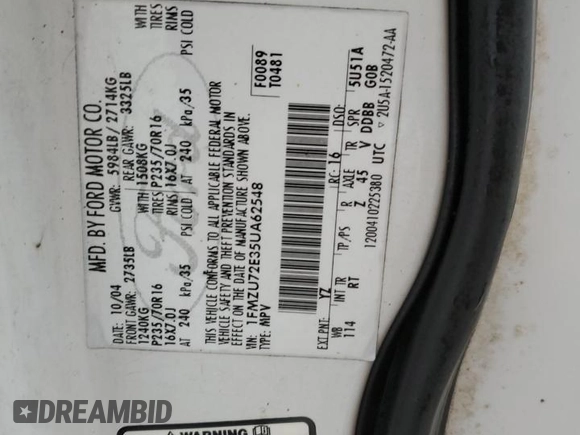 MFD. BY FORD MOTOR CO.
DATE: 10/04 GVWR: 5984LB/ 2714KG
FRONT GAWR: 2735LB REAR GAWR: 3325LB
1240KG WITH 1508KG WITH
P235/70R16 TIRES P235/70R16 TIRES
16X7.0J RIMS 16X7.0J RIMS
AT 240 kPa/35 PSI COLD AT 240 kPa/35 PSI COLD
THIS VEHICLE CONFORMS TO ALL APPLICABLE FEDERAL MOTOR
VEHICLE SAFETY AND THEFT PREVENTION STANDARDS IN
EFFECT ON THE DATE OF MANUFACTURE SHOWN ABOVE.
VIN: 1FMZU72E35UA62548 F0089
TYPE: MPV T0481
EXT PNT: YZ RC: 16 DSO:
WB INT TR TP/PS R AXLE TR SPR 5U51A
114 RT Z 45 V DDBB G0B
1200410225380 UTC ▽2U5A-1520472-AA
WARNING
DREAMBID